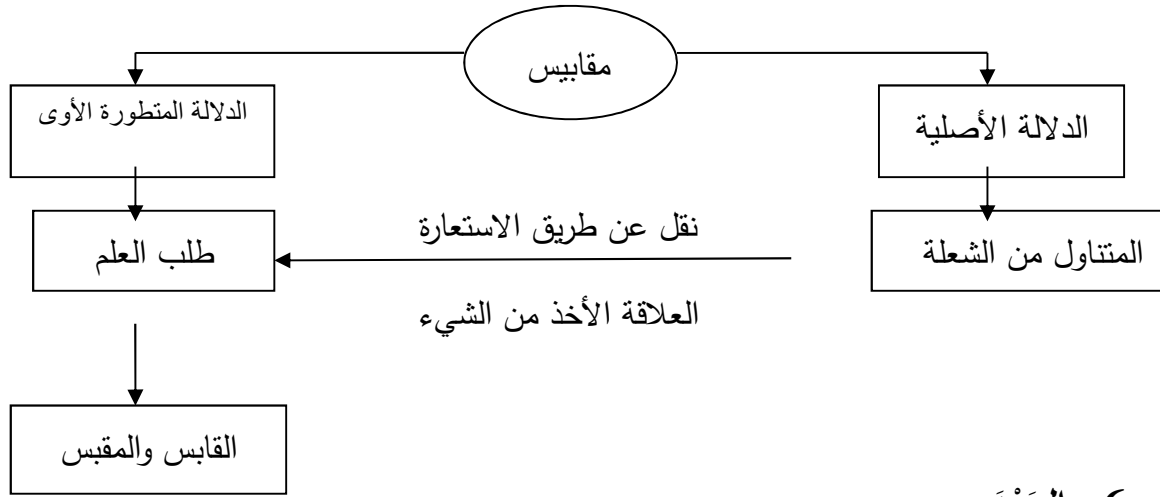 مقابيس
الدلالة الأصلية
الدلالة المتطورة الأوى
المتناول من الشعلة
نقل عن طريق الاستعارة
العلاقة الأخذ من الشيء
طلب العلم
القابس والمقبس